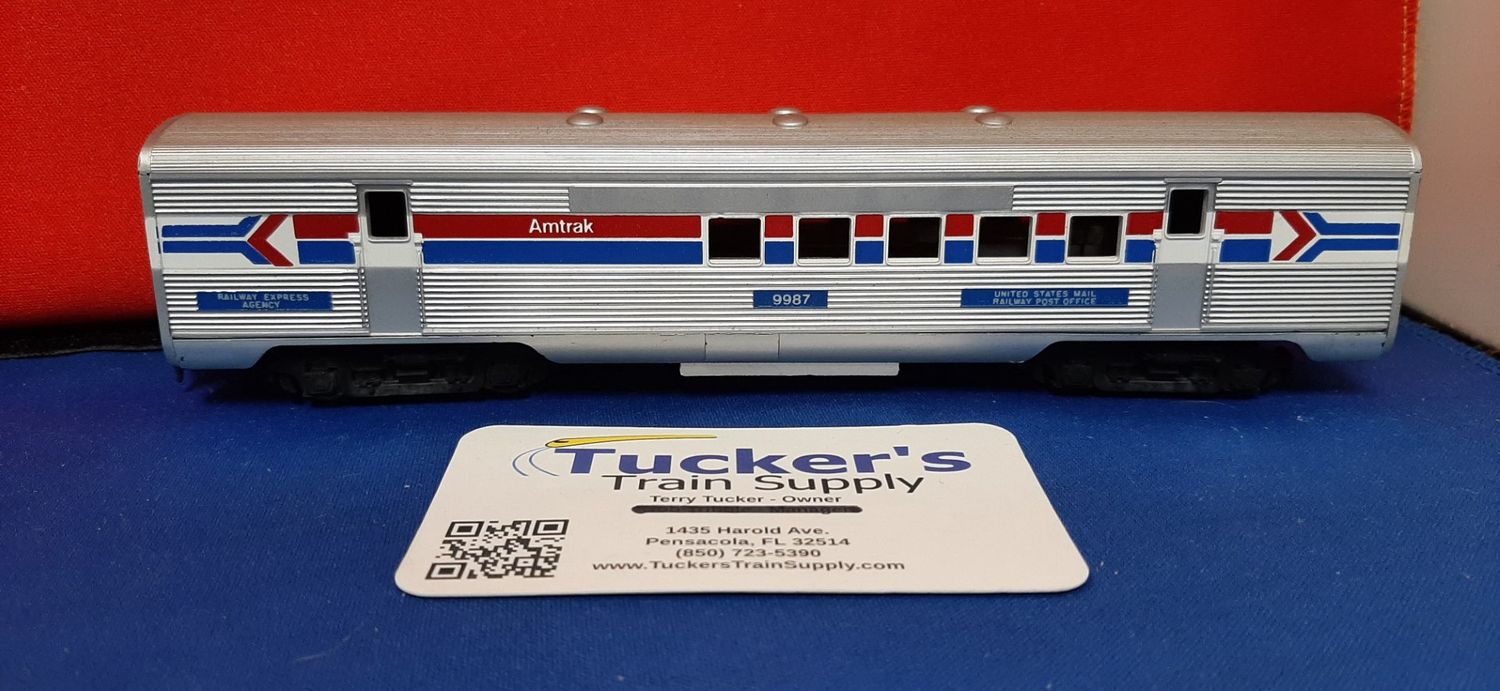 Amtrak
RAILWAY EXPRESS
AGENCY
9987
UNITED STATES MAIL
RAILWAY POST OFFICE
Tucker's
Train Supply
Terry Tucker - Owner
Manager
1435 Harold Ave.
Pensacola, FL 32514
(850) 723-5390
www.TuckersTrainSupply.com